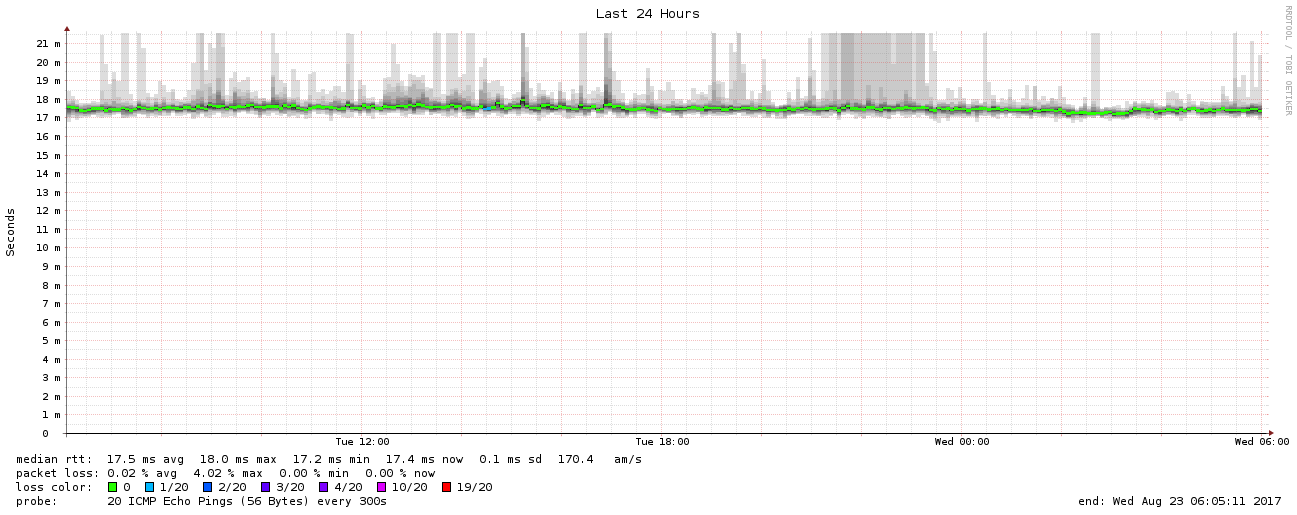 Last 24 Hours
RRDTOOL / TOBI OETIKER
Seconds
21 m
20 m
19 m
18 m
17 m
16 m
15 m
14 m
13 m
12 m
11 m
10 m
9 m
8 m
7 m
6 m
5 m
4 m
3 m
2 m
1 m
0
Tue 12:00 Tue 18:00 Wed 00:00 Wed 06:00
median rtt: 17.5 ms avg 18.0 ms max 17.2 ms min 17.4 ms now 0.1 ms sd 170.4 am/s
packet loss: 0.02 % avg 4.02 % max 0.00 % min 0.00 % now
loss color: 0 1/20 2/20 3/20 4/20 10/20 19/20
probe: 20 ICMP Echo Pings (56 Bytes) every 300s end: Wed Aug 23 06:05:11 2017